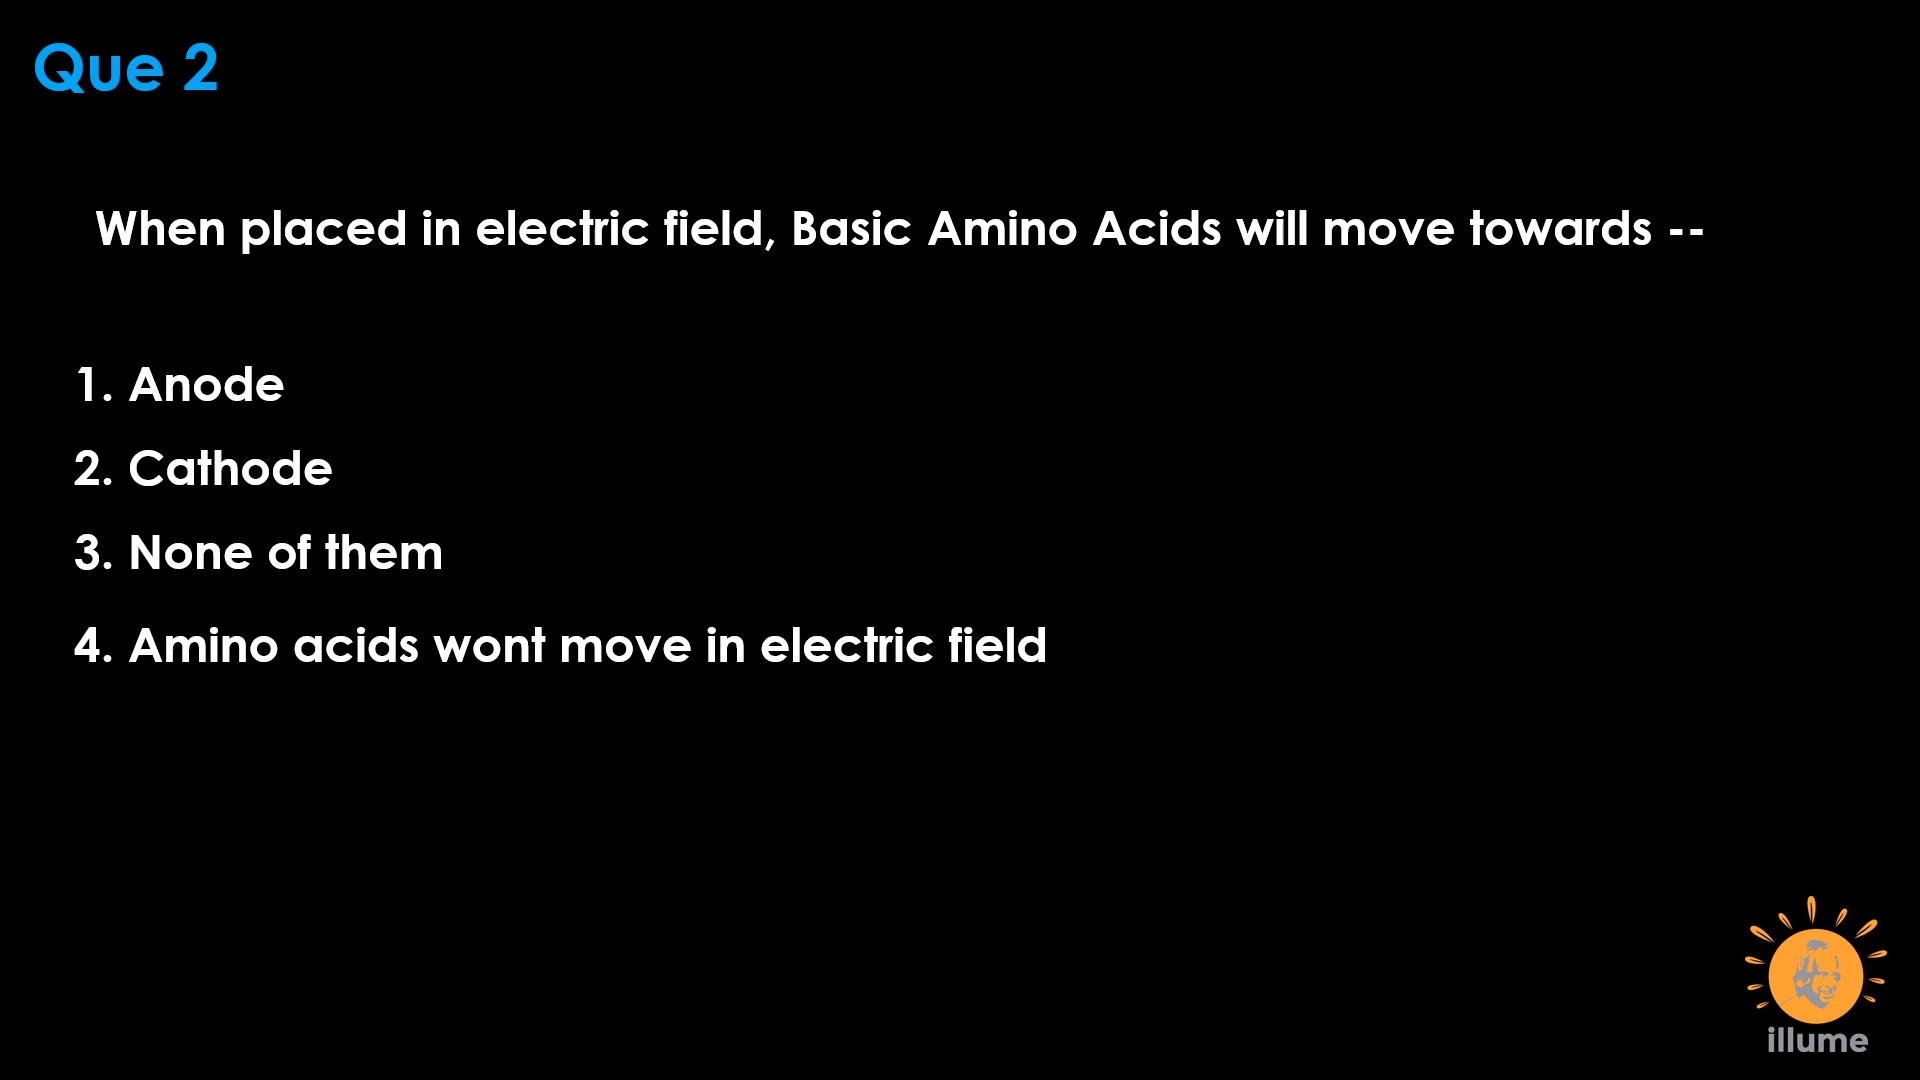 Que 2
When placed in electric field, Basic Amino Acids will move towards --
1. Anode
2. Cathode
3. None of them
4. Amino acids wont move in electric field
illume